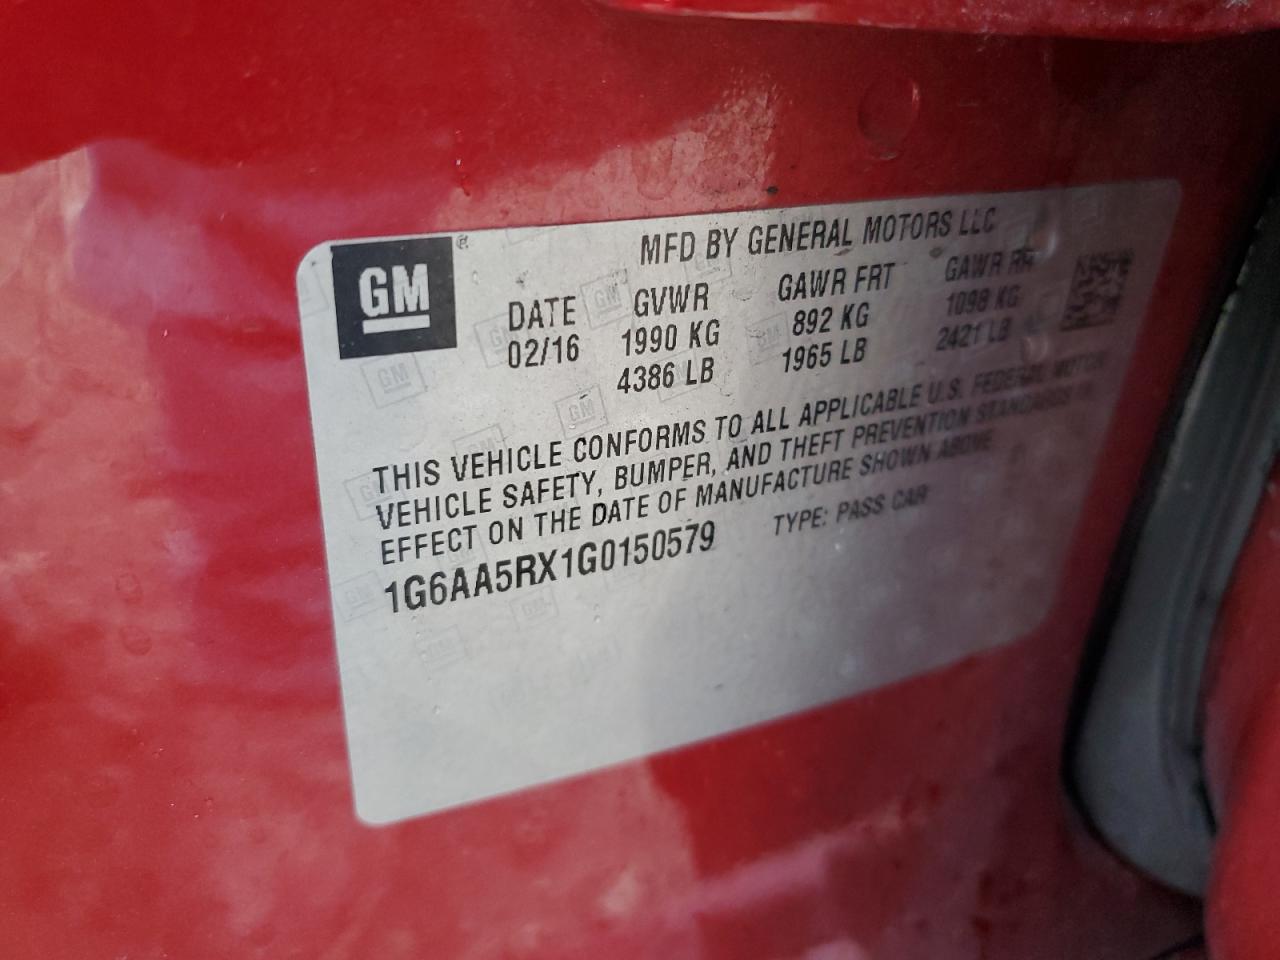 GM®
MFD BY GENERAL MOTORS LLC
DATE GVWR GAWR FRT GAWR RR
02/16 1990 KG 892 KG 1098 KG
4386 LB 1965 LB 2421 LB
THIS VEHICLE CONFORMS TO ALL APPLICABLE U.S. FEDERAL MOTOR
VEHICLE SAFETY, BUMPER, AND THEFT PREVENTION STANDARDS IN
EFFECT ON THE DATE OF MANUFACTURE SHOWN ABOVE
1G6AA5RX1G0150579 TYPE: PASS CAR